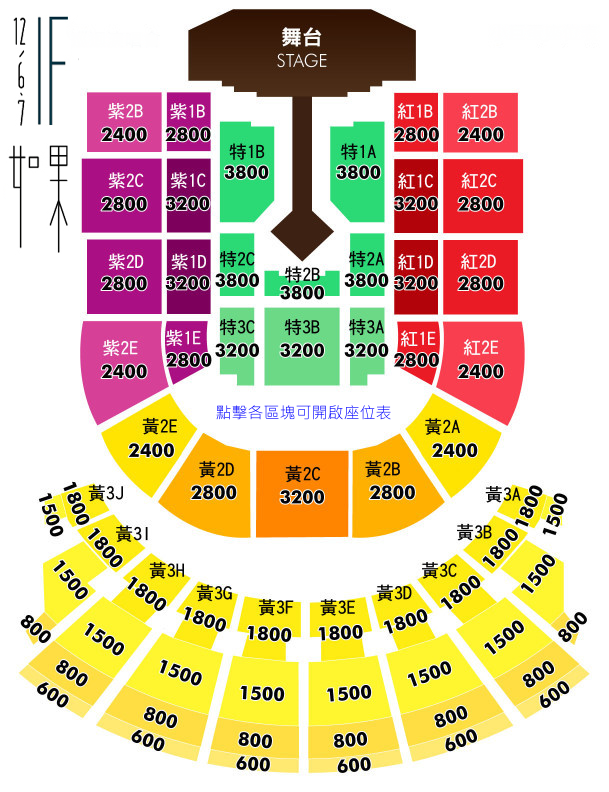 12/6、7
IF
如果
舞台
STAGE
紫2B
2400
紫1B
2800
特1B
3800
特1A
3800
紅1B
2800
紅2B
2400
紫2C
2800
紫1C
3200
紅1C
3200
紅2C
2800
紫2D
2800
紫1D
3200
特2C
3800
特2B
3800
特2A
3800
紅1D
3200
紅2D
2800
紫2E
2400
紫1E
2800
特3C
3200
特3B
3200
特3A
3200
紅1E
2800
紅2E
2400
點擊各區塊可開啟座位表
黃2E
2400
黃2D
2800
黃2C
3200
黃2B
2800
黃2A
2400
黃3J
1800
1500
黃3I
1800
1500
800
黃3H
1800
1500
800
600
黃3G
1800
1500
800
600
黃3F
1800
1500
800
600
黃3E
1800
1500
800
600
黃3D
1800
1500
800
600
黃3C
1800
1500
800
600
黃3B
1800
1500
800
黃3A
1800
1500